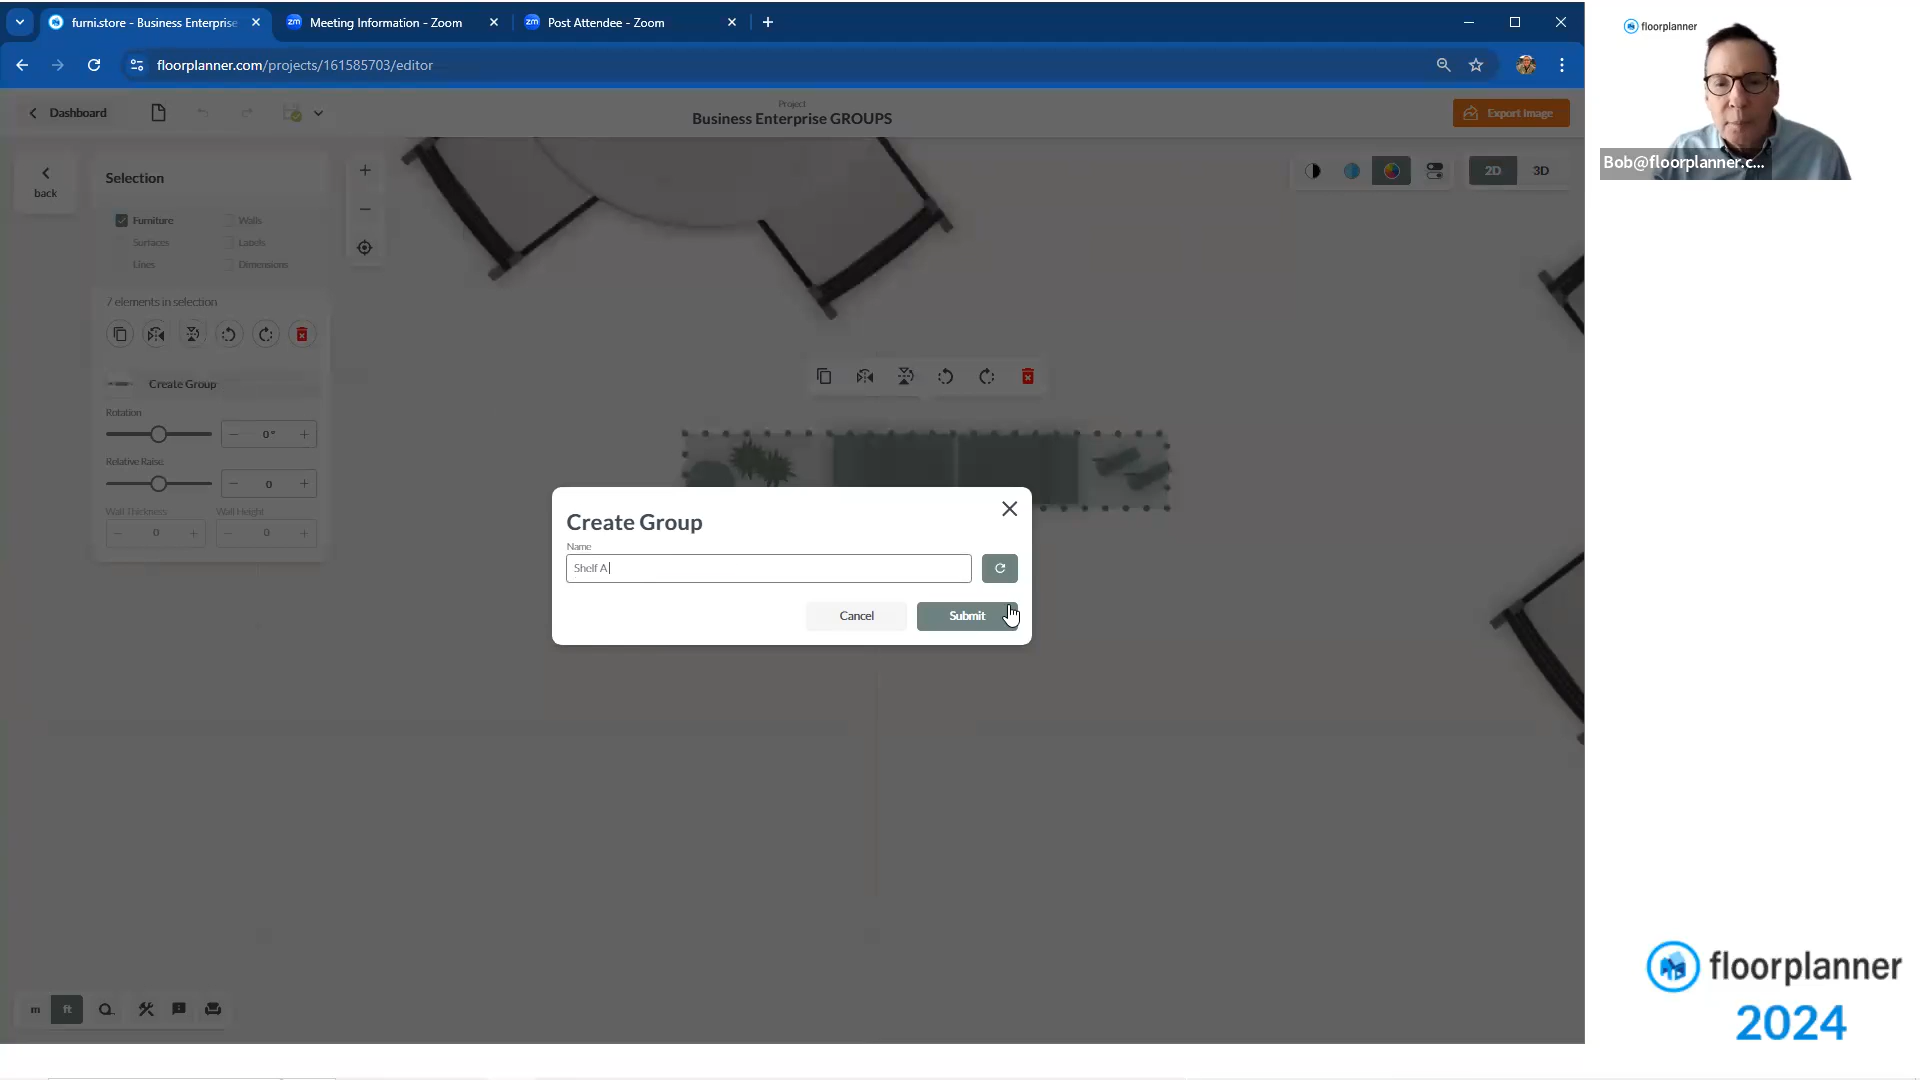 furni.store - Business Enterprise
Meeting Information - Zoom
Post Attendee - Zoom
floorplanner.com/projects/161585703/editor
Dashboard
Project
Business Enterprise GROUPS
Export Image
back
Selection
Furniture
Walls
Surfaces
Labels
Lines
Dimensions
7 elements in selection
Create Group
Rotation
0°
Relative Raise
0
Wall Thickness
Wall Height
0
0
2D
3D
Create Group
Name
Shelf A
Cancel
Submit
m
ft
floorplanner
Bob@floorplanner.c...
floorplanner
2024